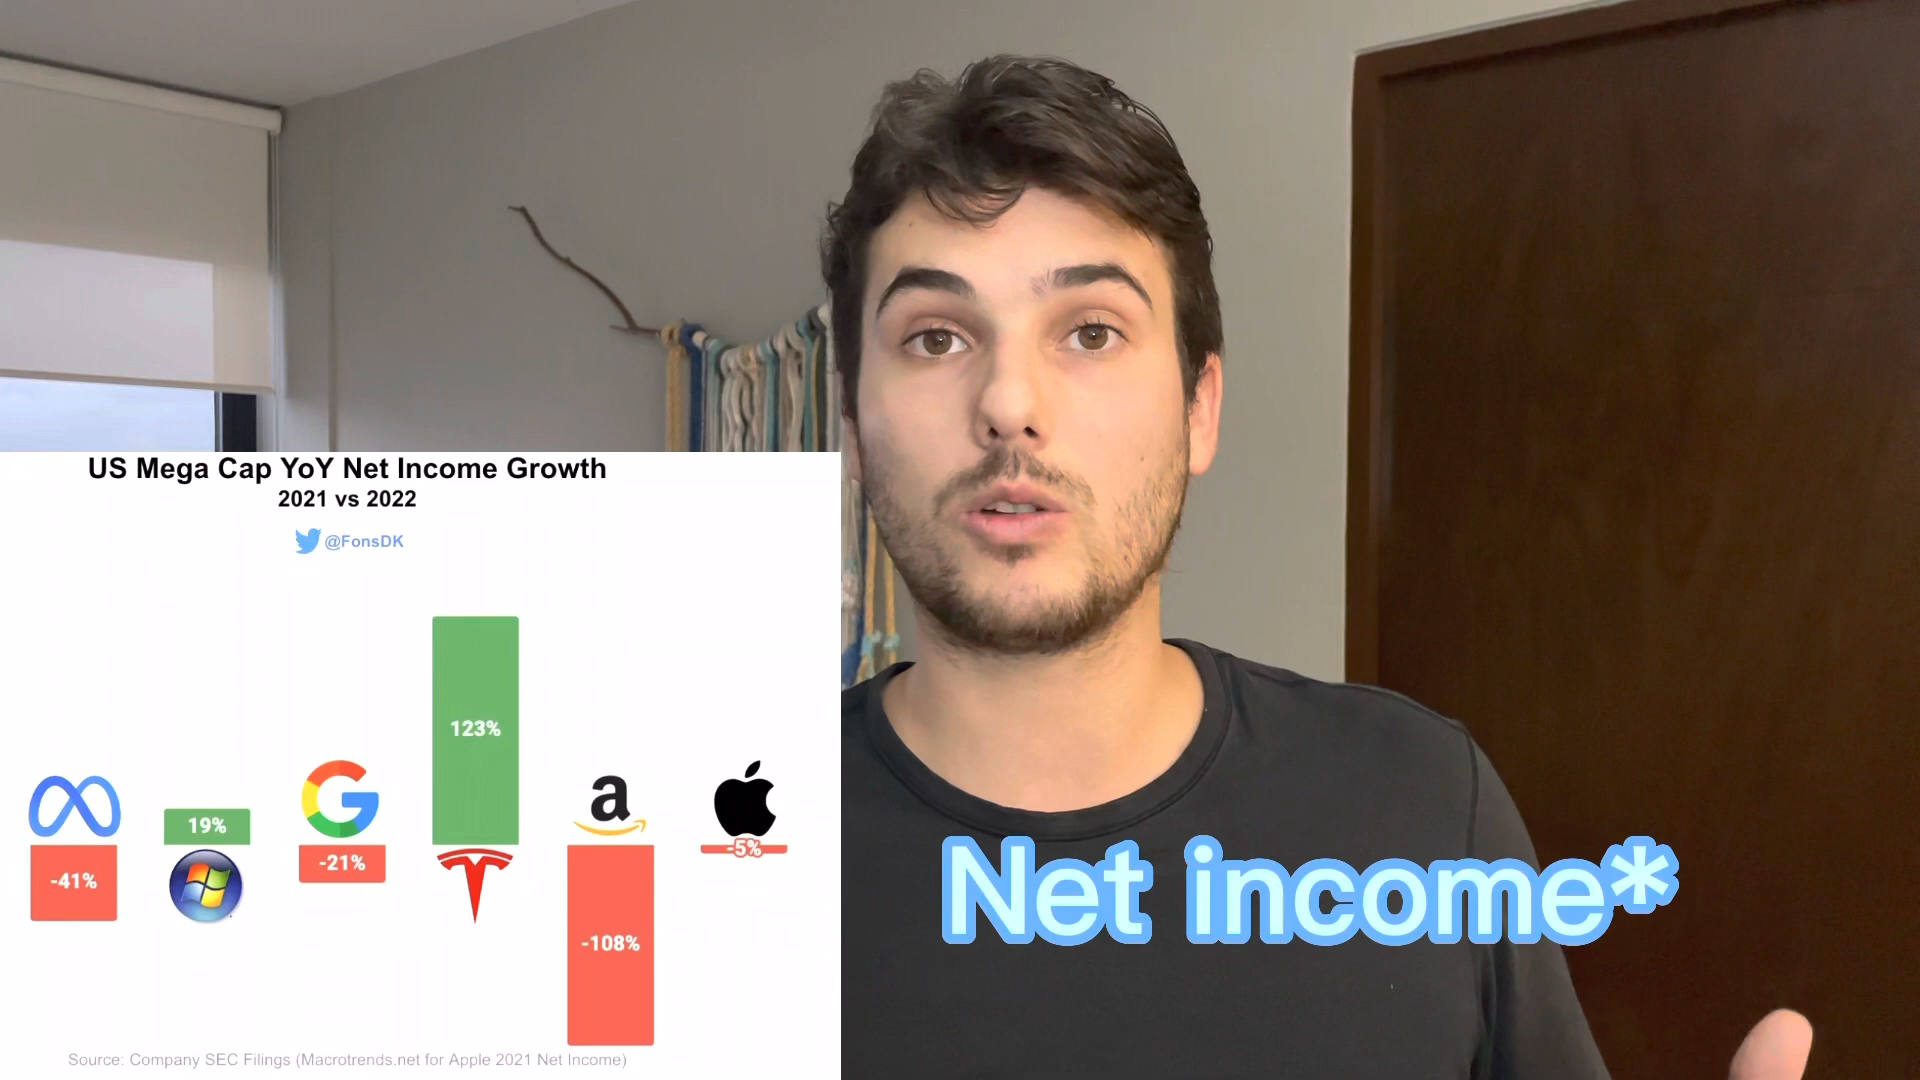 US Mega Cap YoY Net Income Growth
2021 vs 2022
@FonsDK
123%
19%
-41%
-21%
a
-5%
-108%
Net income*
Source: Company SEC Filings (Macrotrends.net for Apple 2021 Net Income)